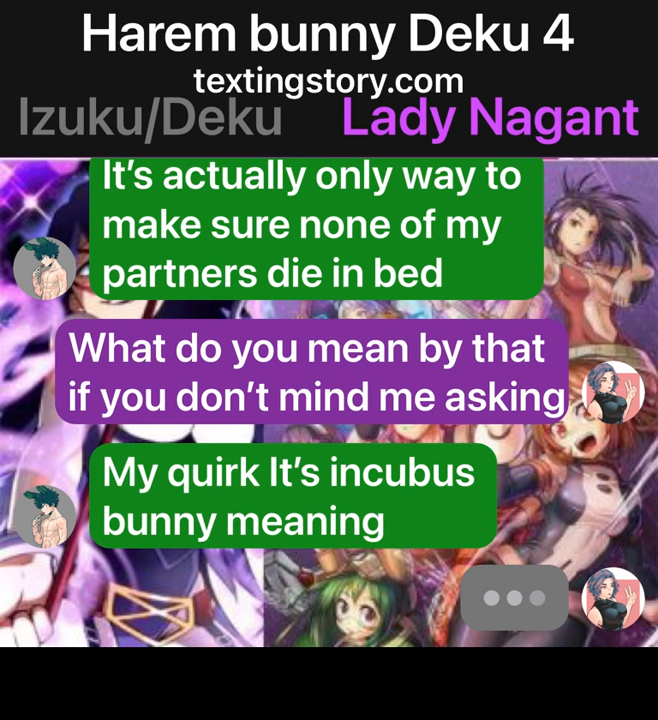 Harem bunny Deku 4
textingstory.com
Izuku/Deku Lady Nagant
It’s actually only way to
make sure none of my
partners die in bed
What do you mean by that
if you don’t mind me asking
My quirk It’s incubus
bunny meaning